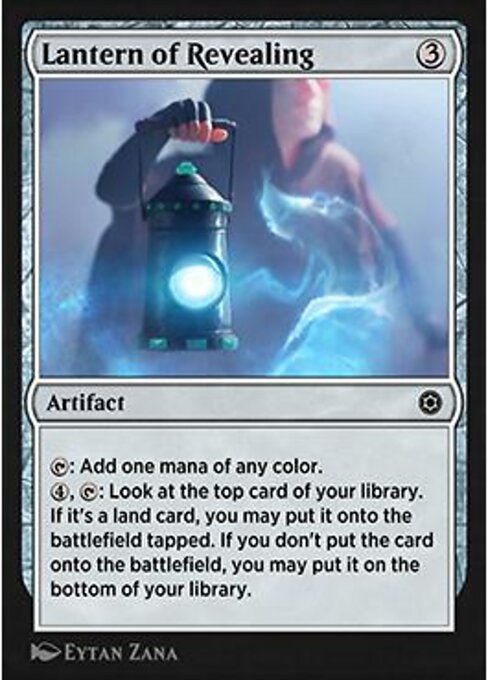 Lantern of Revealing 3
Artifact
: Add one mana of any color.
4, : Look at the top card of your library.
If it's a land card, you may put it onto the
battlefield tapped. If you don't put the card
onto the battlefield, you may put it on the
bottom of your library.
Eytan Zana